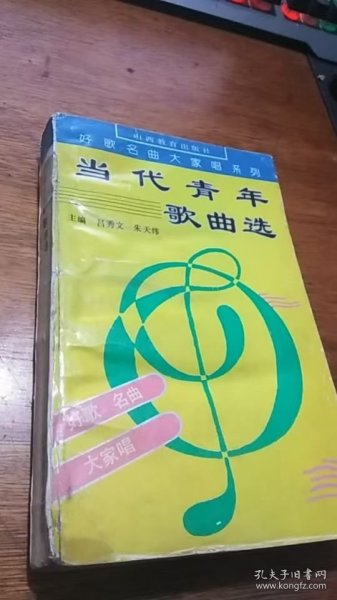 山西教育出版社
好歌名曲大家唱系列
当代青年
歌曲选
主编 吕秀文 朱天纬
好歌 名曲
大家唱
孔夫子旧书网
www.kongfz.com